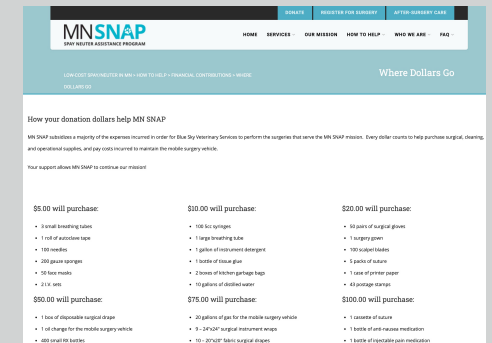 DONATE REGISTER FOR SURGERY AFTER-SURGERY CARE
MNSNAP
SPAY NEUTER ASSISTANCE PROGRAM
HOME SERVICES OUR MISSION HOW TO HELP WHO WE ARE FAQ
LOW-COST SPAY/NEUTER IN MN > HOW TO HELP > FINANCIAL CONTRIBUTIONS > WHERE
DOLLARS GO
Where Dollars Go
How your donation dollars help MN SNAP
MN SNAP subsidizes a majority of the expenses incurred in order for Blue Sky Veterinary Services to perform the surgeries that serve the MN SNAP mission. Every dollar counts to help purchase surgical, cleaning,
and operational supplies, and pay costs incurred to maintain the mobile surgery vehicle.
Your support allows MN SNAP to continue our mission!
$5.00 will purchase:
• 3 small breathing tubes
• 1 roll of autoclave tape
• 100 needles
• 200 gauze sponges
• 50 face masks
• 2 I.V. sets
$10.00 will purchase:
• 100 5cc syringes
• 1 large breathing tube
• 1 gallon of instrument detergent
• 1 bottle of tissue glue
• 2 boxes of kitchen garbage bags
• 10 gallons of distilled water
$20.00 will purchase:
• 50 pairs of surgical gloves
• 1 surgery gown
• 100 scalpel blades
• 5 packs of suture
• 1 case of printer paper
• 43 postage stamps
$50.00 will purchase:
• 1 box of disposable surgical drape
• 1 oil change for the mobile surgery vehicle
• 400 small RX bottles
$75.00 will purchase:
• 20 gallons of gas for the mobile surgery vehicle
• 9 – 24"x24" surgical instrument wraps
• 10 – 20"x20" fabric surgical drapes
$100.00 will purchase:
• 1 cassette of suture
• 1 bottle of anti-nausea medication
• 1 bottle of injectable pain medication